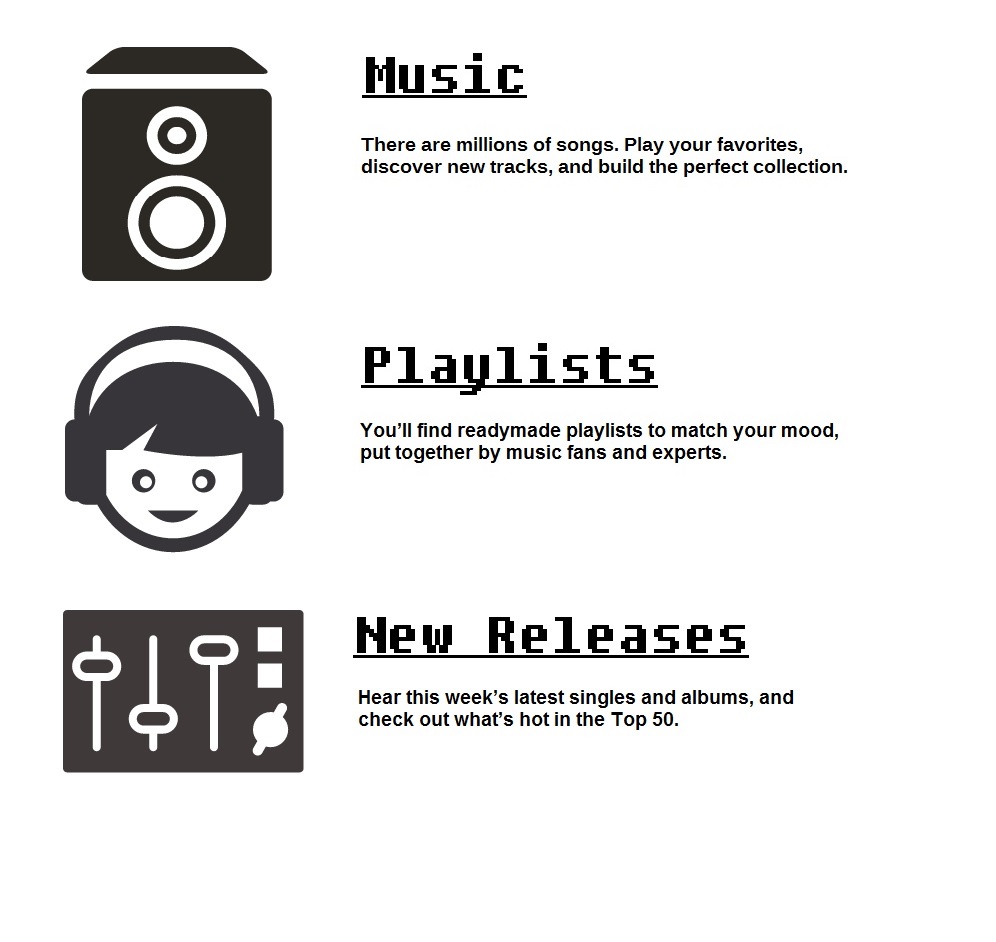 Music
There are millions of songs. Play your favorites,
discover new tracks, and build the perfect collection.
Playlists
You’ll find readymade playlists to match your mood,
put together by music fans and experts.
New Releases
Hear this week’s latest singles and albums, and
check out what’s hot in the Top 50.